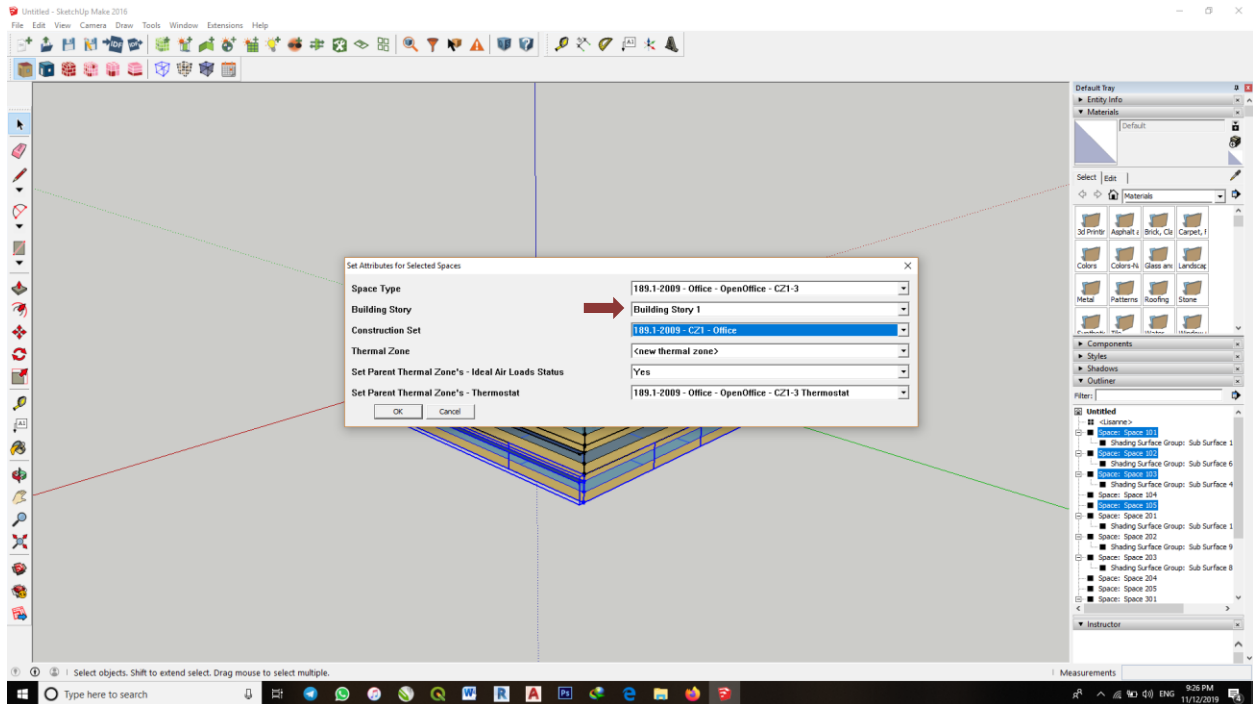 Untitled - SketchUp Make 2016
File Edit View Camera Draw Tools Window Extensions Help
Default Tray
Entity Info
Materials
Default
Select Edit
Materials
3d Printin Asphalt a Brick, Cla Carpet, F
Colors Colors-Na Glass and Landscap
Metal Patterns Roofing Stone
Components
Styles
Shadows
Outliner
Filter:
Untitled
<Lisanne>
Space: Space 101
Shading Surface Group: Sub Surface 1
Space: Space 102
Shading Surface Group: Sub Surface 6
Space: Space 103
Shading Surface Group: Sub Surface 4
Space: Space 104
Space: Space 105
Space: Space 201
Shading Surface Group: Sub Surface 1
Space: Space 202
Shading Surface Group: Sub Surface 9
Space: Space 203
Shading Surface Group: Sub Surface 8
Space: Space 204
Space: Space 205
Space: Space 301
Instructor
Set Attributes for Selected Spaces
Space Type 189.1-2009 - Office - OpenOffice - CZ1-3
Building Story Building Story 1
Construction Set 189.1-2009 - CZ1 - Office
Thermal Zone <new thermal zone>
Set Parent Thermal Zone's - Ideal Air Loads Status Yes
Set Parent Thermal Zone's - Thermostat 189.1-2009 - Office - OpenOffice - CZ1-3 Thermostat
OK Cancel
Select objects. Shift to extend select. Drag mouse to select multiple.
Measurements
Type here to search
ENG
9:26 PM
11/12/2019